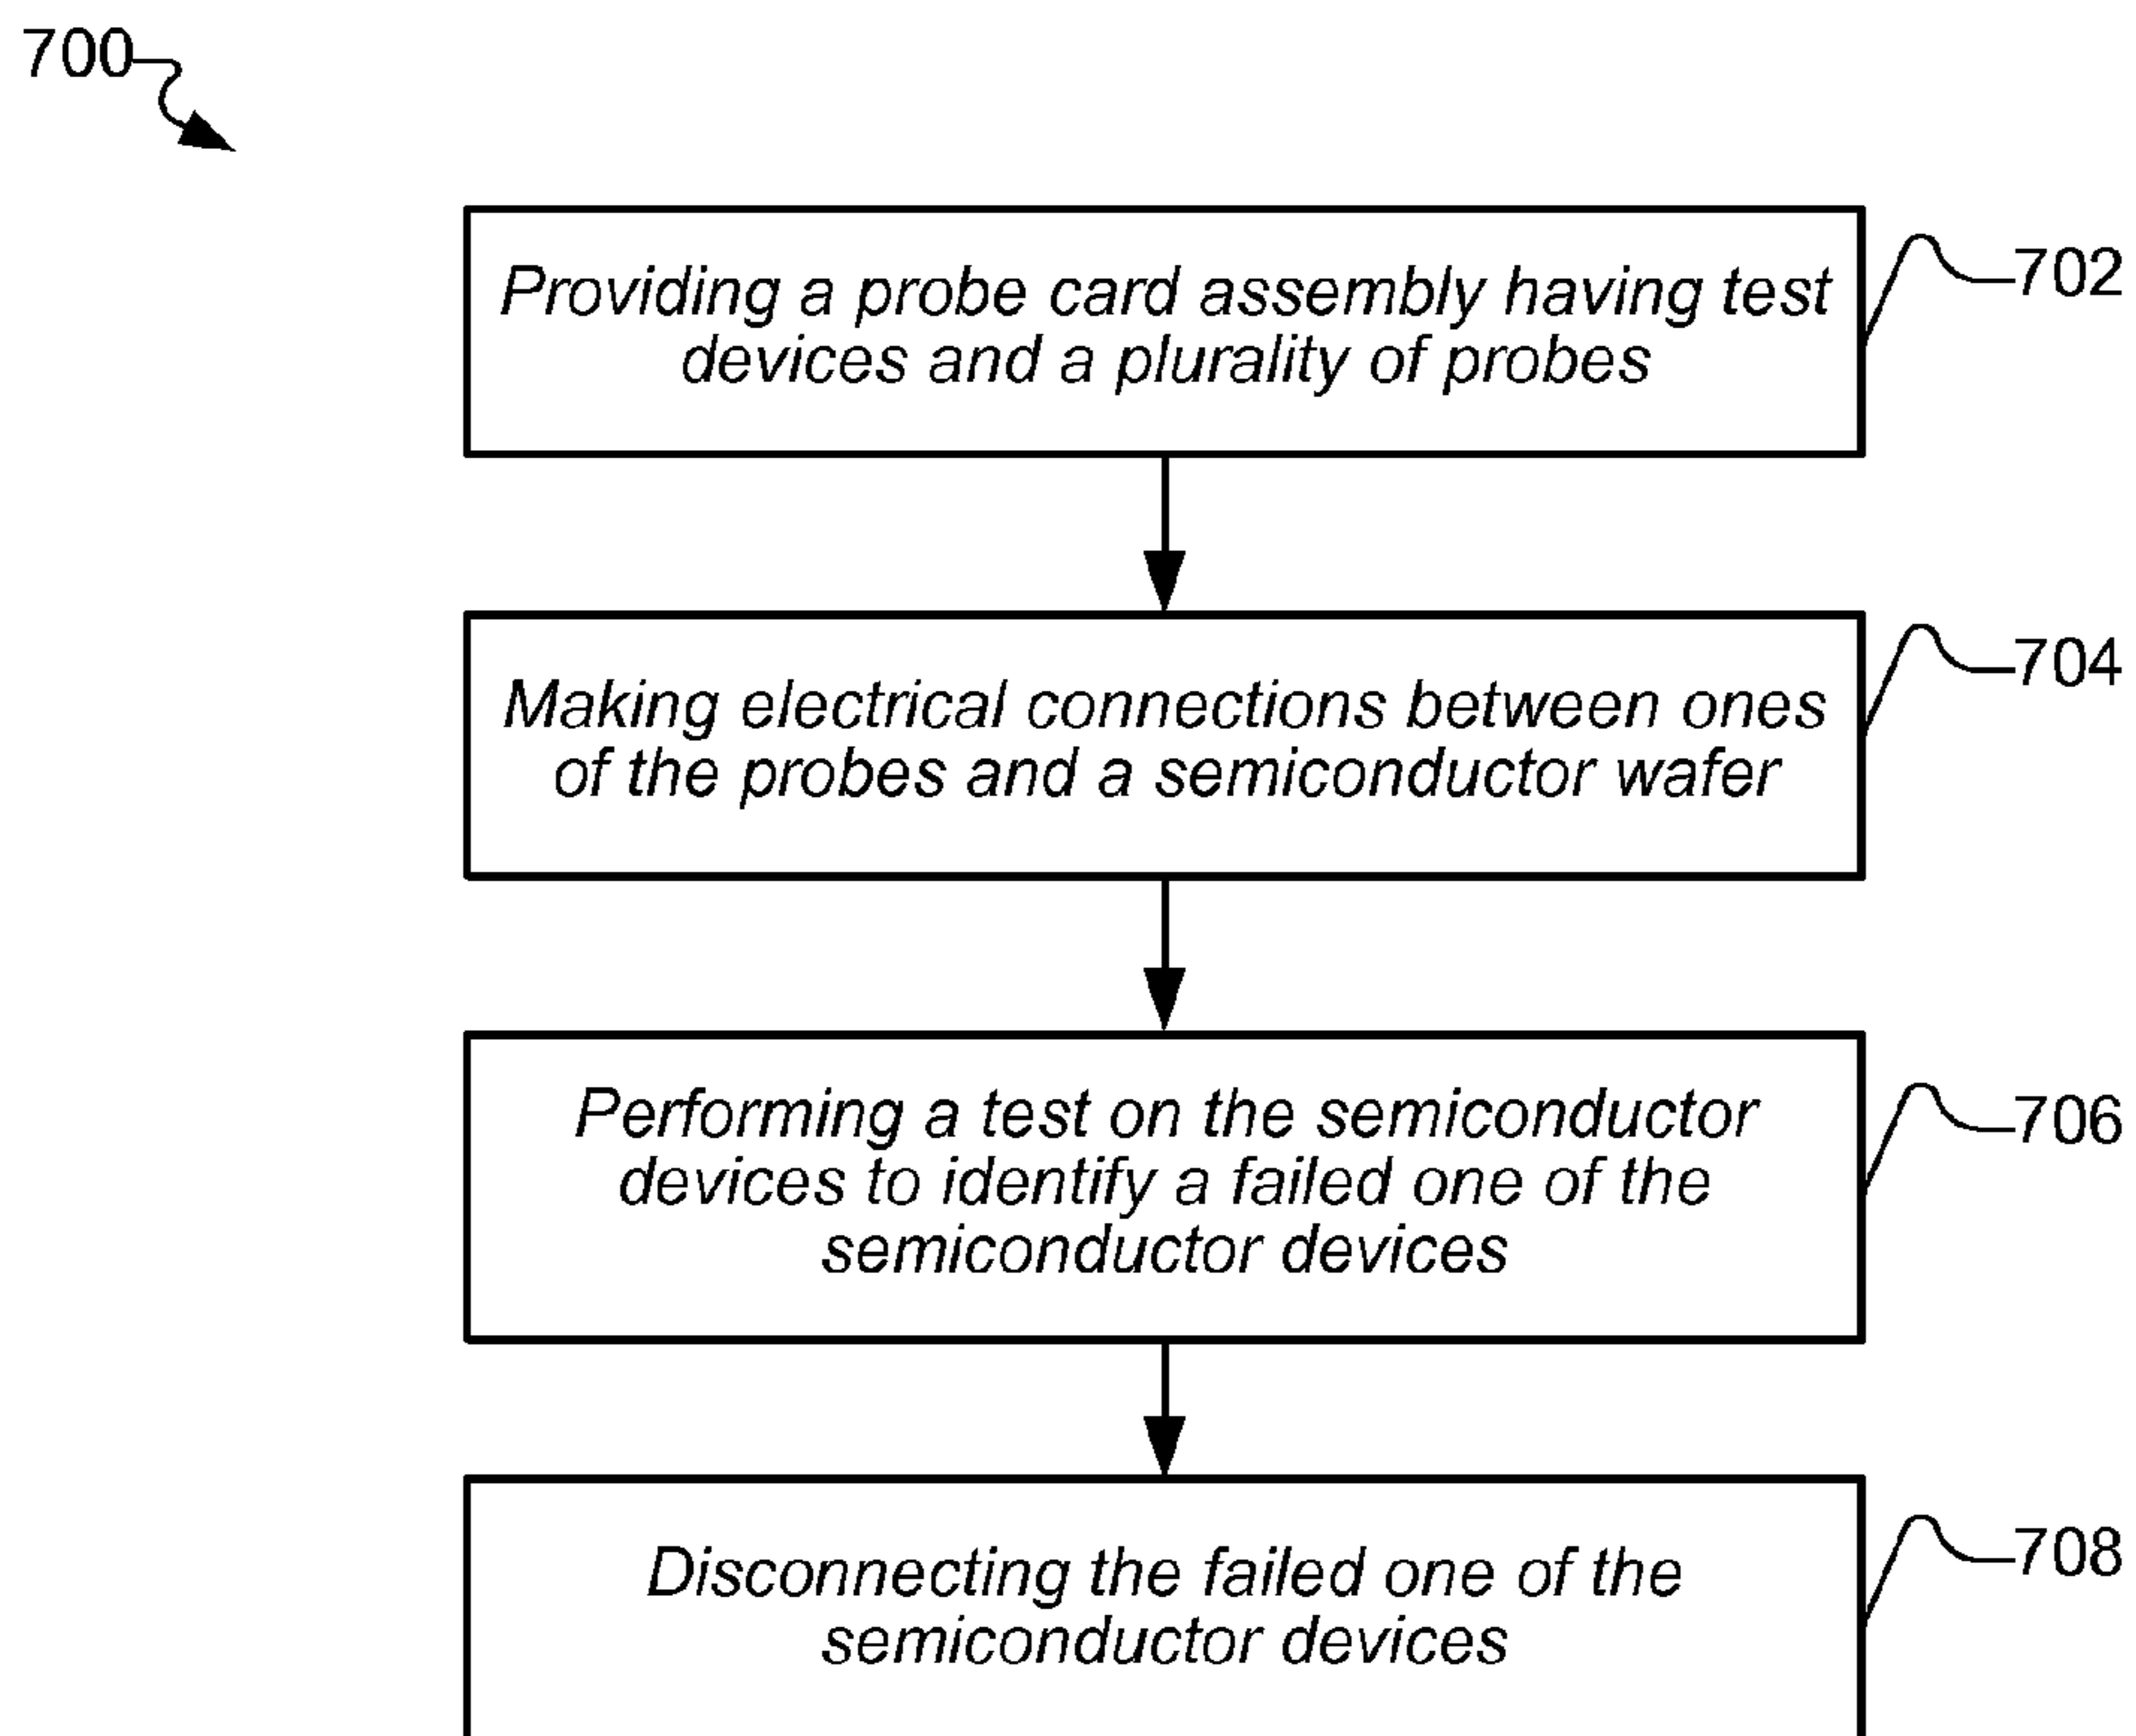 700
Providing a probe card assembly having test
devices and a plurality of probes
702
Making electrical connections between ones
of the probes and a semiconductor wafer
704
Performing a test on the semiconductor
devices to identify a failed one of the
semiconductor devices
706
Disconnecting the failed one of the
semiconductor devices
708